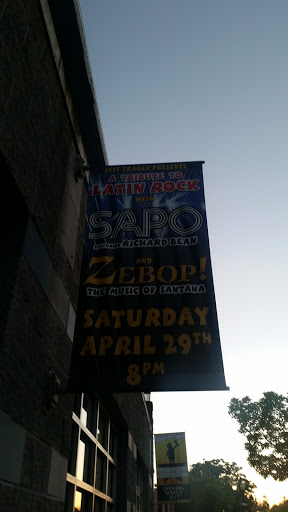 JEFF TRAGER PRESENTS
A TRIBUTE TO
LATIN ROCK
WITH
SAPO
FEATURING RICHARD BEAN
AND
ZEBOP!
THE MUSIC OF SANTANA
SATURDAY
APRIL 29TH
8PM